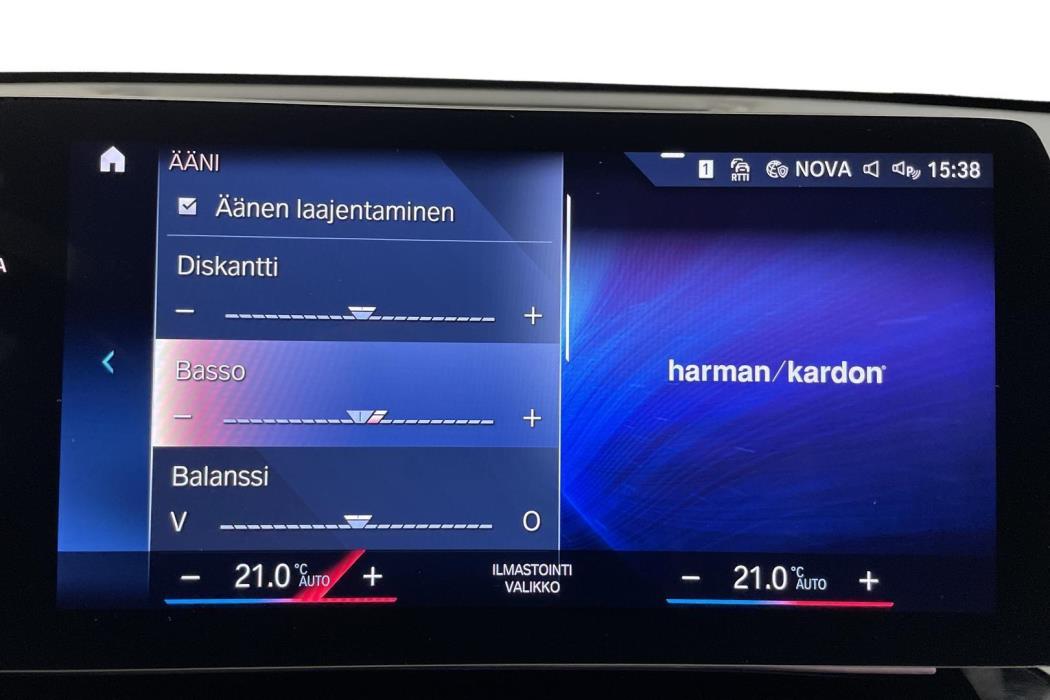 ÄÄNI
1 RTTI NOVA P 15:38
Äänen laajentaminen
A
Diskantti
− +
Basso
− +
harman/kardon®
Balanssi
V O
− 21.0 °C AUTO +
ILMASTOINTI
VALIKKO
− 21.0 °C AUTO +